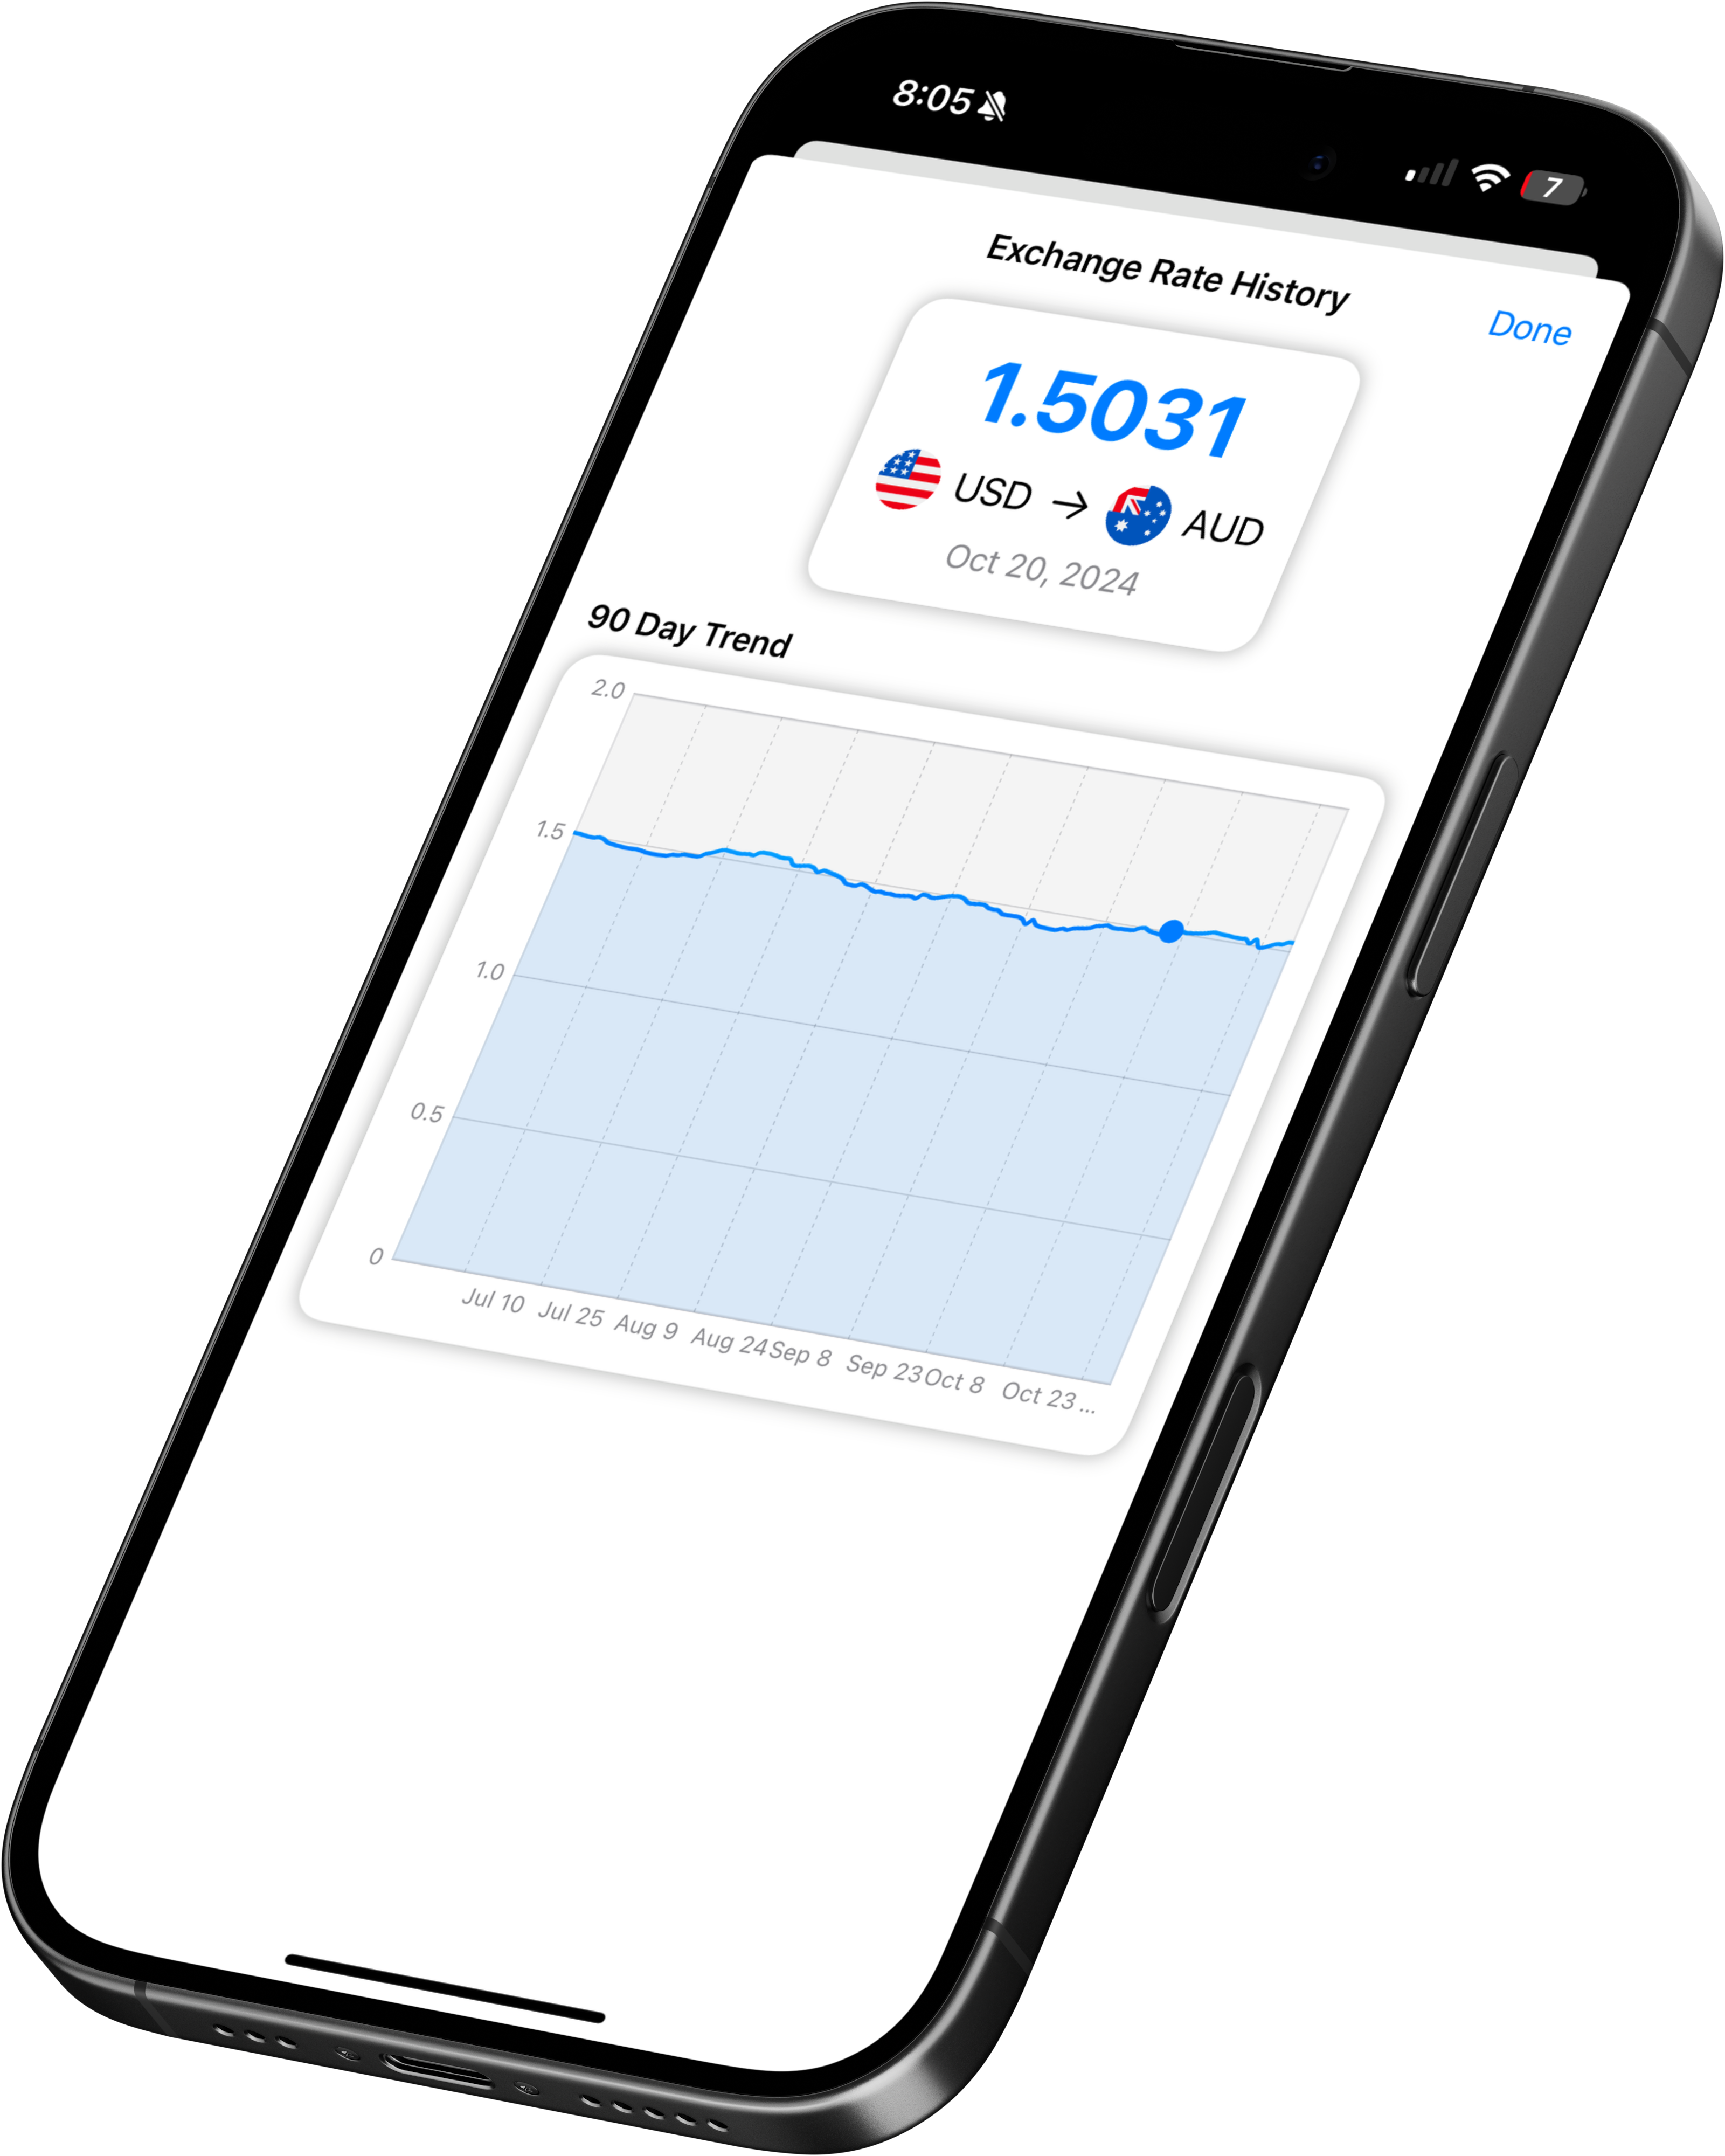 8:05
7
Exchange Rate History
Done
1.5031
USD → AUD
Oct 20, 2024
90 Day Trend
2.0
1.5
1.0
0.5
0
Jul 10 Jul 25 Aug 9 Aug 24 Sep 8 Sep 23 Oct 8 Oct 23 ...